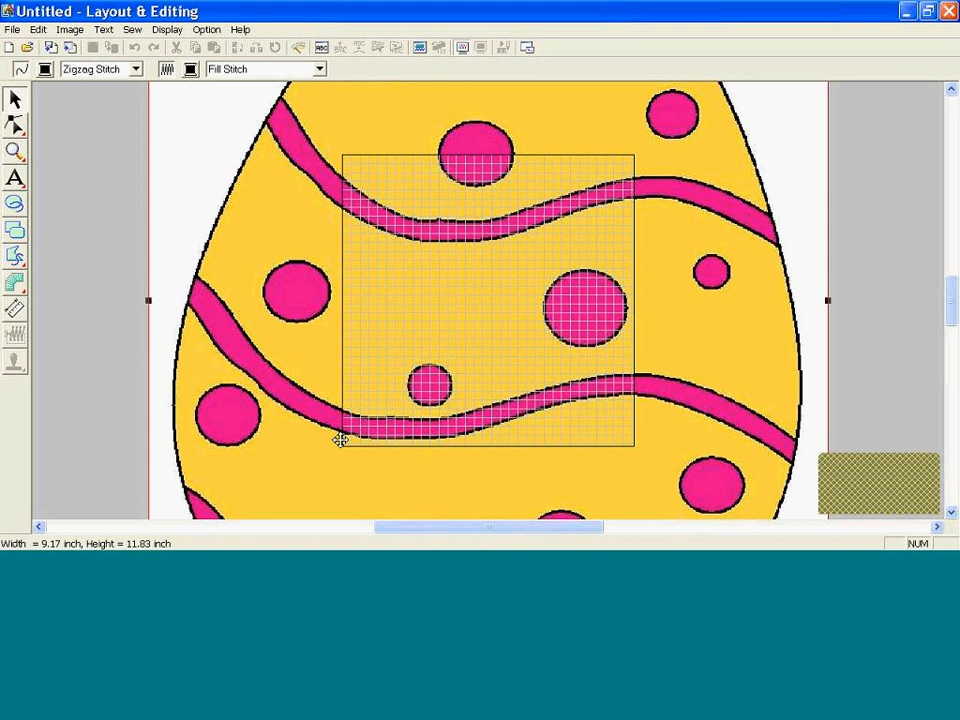 Untitled - Layout & Editing
File Edit Image Text Sew Display Option Help
ABC
Zigzag Stitch Fill Stitch
A
Width = 9.17 inch, Height = 11.83 inch NUM